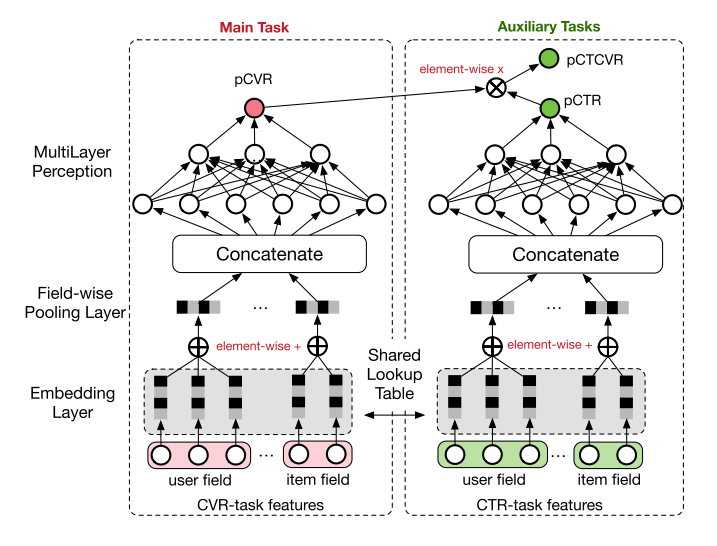 Main Task
Auxiliary Tasks
pCVR
element-wise x
pCTCVR
pCTR
MultiLayer
Perception
Concatenate
Concatenate
Field-wise
Pooling Layer
...
...
element-wise +
element-wise +
Shared
Lookup
Table
Embedding
Layer
...
...
user field
item field
user field
item field
CVR-task features
CTR-task features